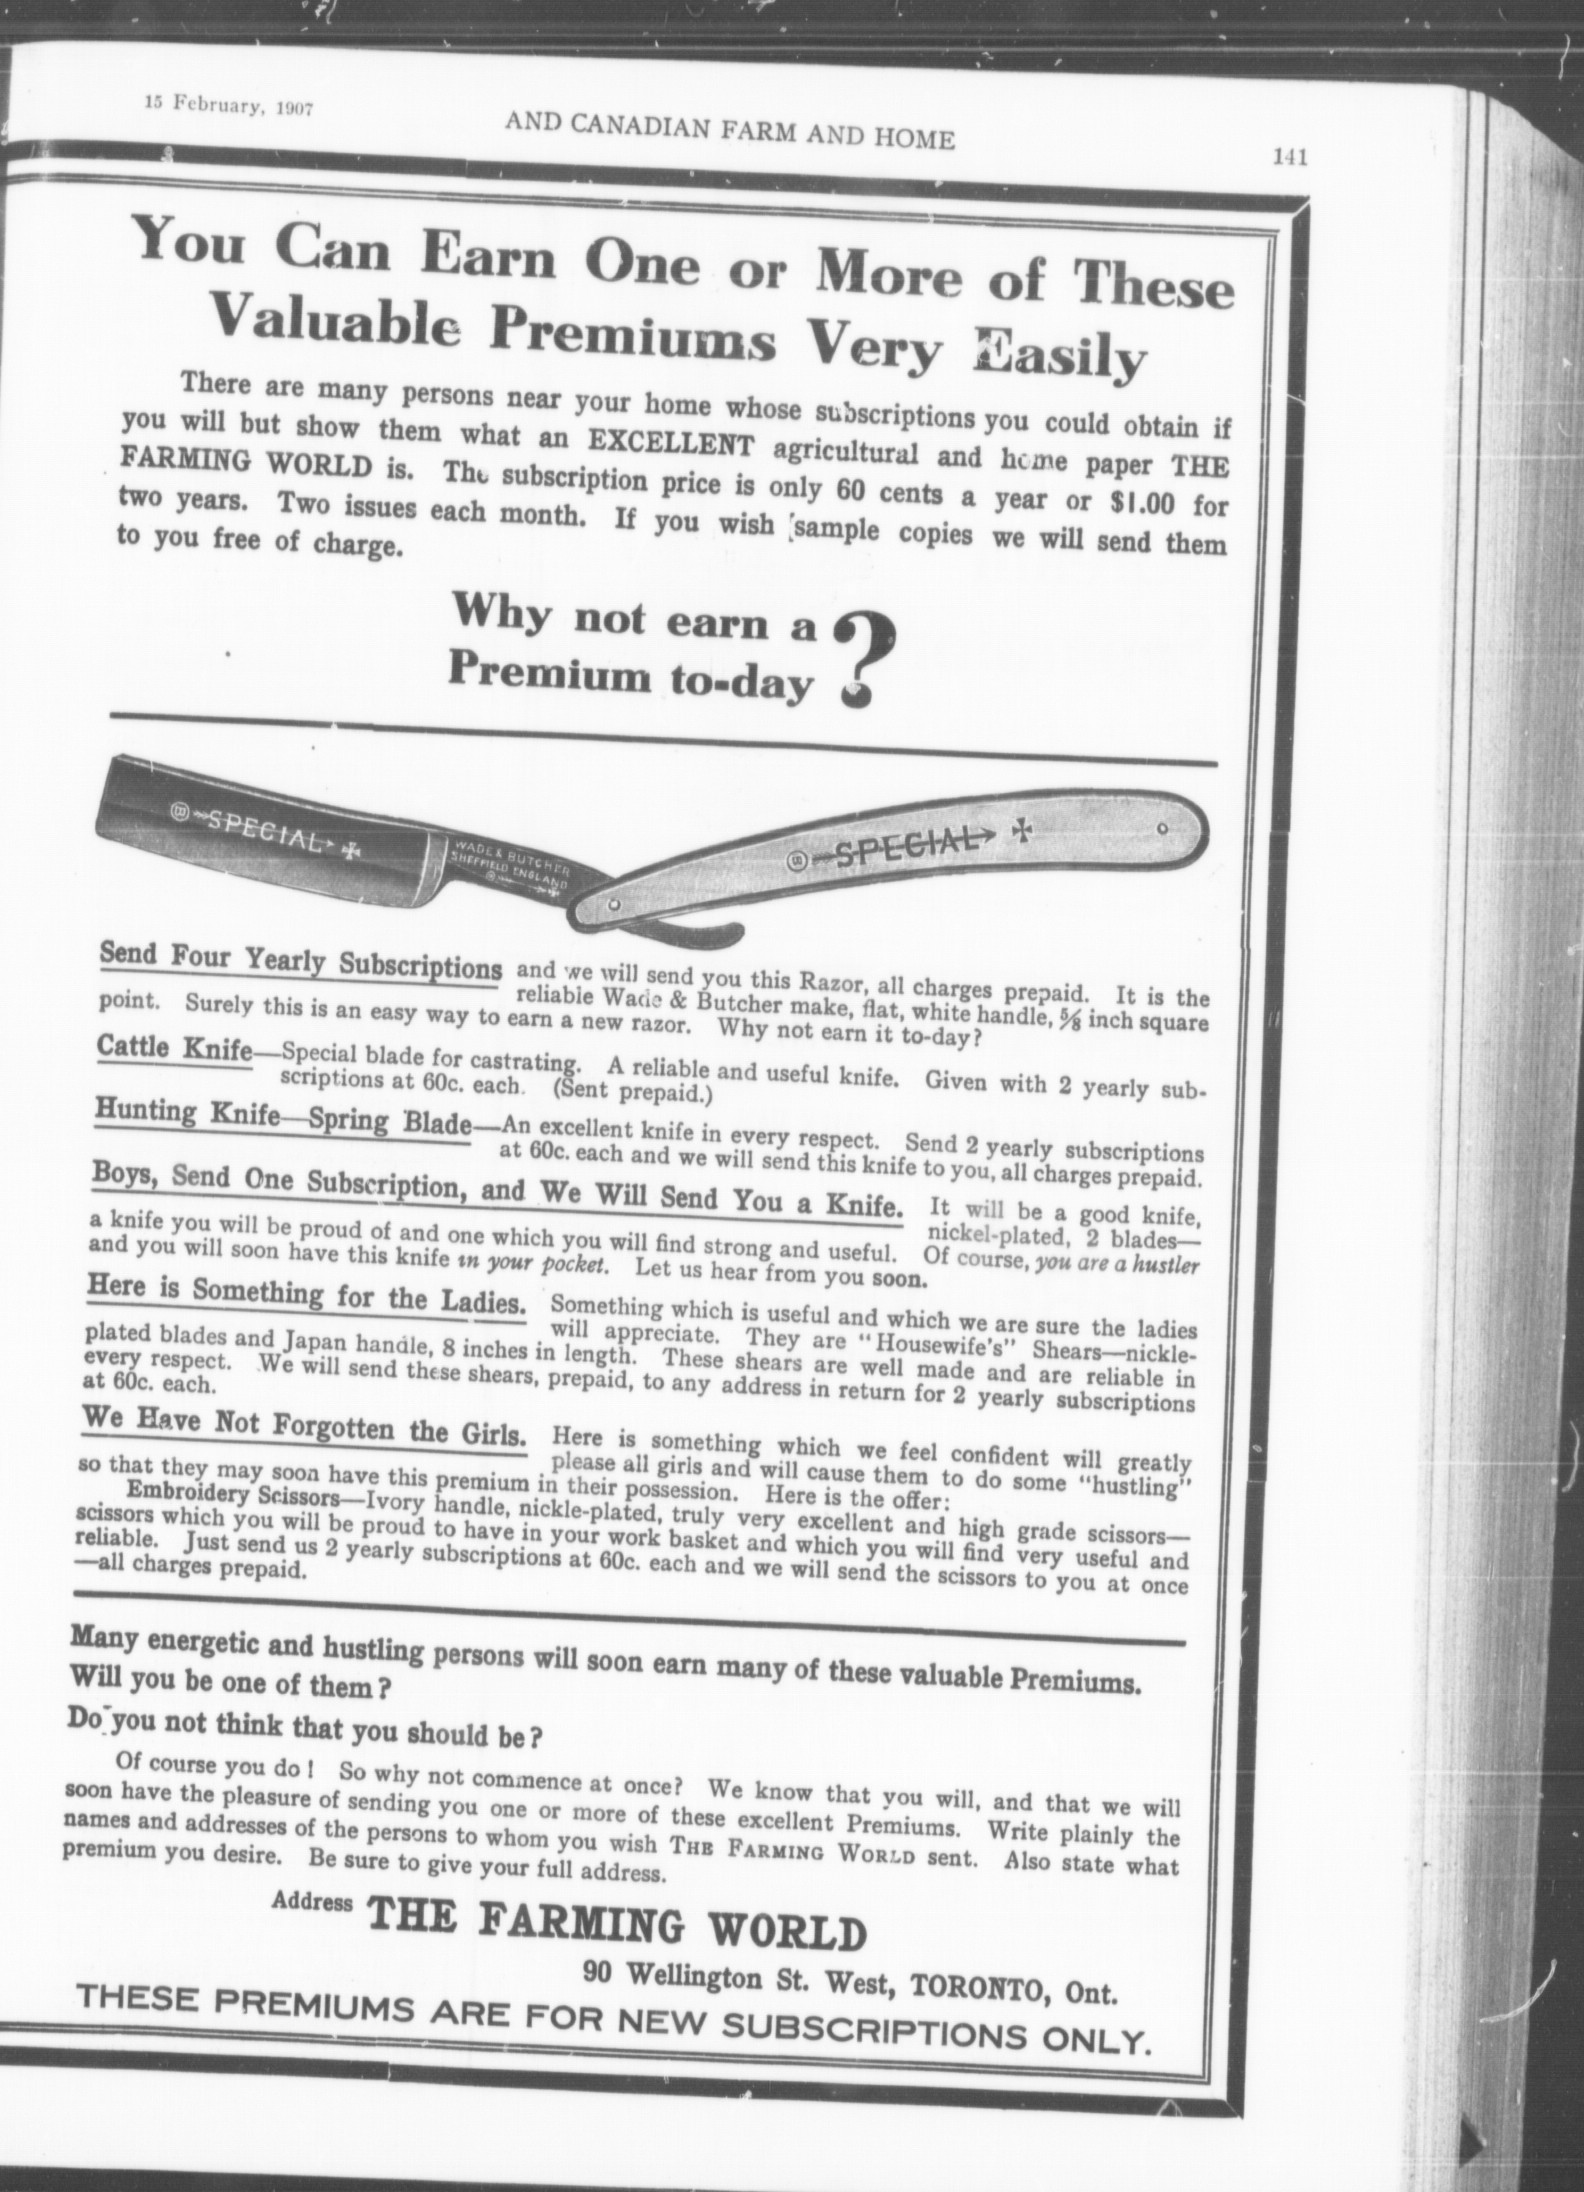 15 February, 1907
AND CANADIAN FARM AND HOME
141
You Can Earn One or More of These
Valuable Premiums Very Easily
There are many persons near your home whose subscriptions you could obtain if
you will but show them what an EXCELLENT agricultural and home paper THE
FARMING WORLD is. The subscription price is only 60 cents a year or $1.00 for
two years. Two issues each month. If you wish sample copies we will send them
to you free of charge.
Why not earn a
Premium to-day ?
SPECIAL
WADE & BUTCHER
SHEFFIELD ENGLAND
SPECIAL
Send Four Yearly Subscriptions and we will send you this Razor, all charges prepaid. It is the
reliable Wade & Butcher make, flat, white handle, 5/8 inch square
point. Surely this is an easy way to earn a new razor. Why not earn it to-day?
Cattle Knife—Special blade for castrating. A reliable and useful knife. Given with 2 yearly sub-
scriptions at 60c. each. (Sent prepaid.)
Hunting Knife—Spring Blade—An excellent knife in every respect. Send 2 yearly subscriptions
at 60c. each and we will send this knife to you, all charges prepaid.
Boys, Send One Subscription, and We Will Send You a Knife. It will be a good knife,
nickel-plated, 2 blades—
a knife you will be proud of and one which you will find strong and useful. Of course, you are a hustler
and you will soon have this knife in your pocket. Let us hear from you soon.
Here is Something for the Ladies. Something which is useful and which we are sure the ladies
will appreciate. They are "Housewife's" Shears—nickle-
plated blades and Japan handle, 8 inches in length. These shears are well made and are reliable in
every respect. We will send these shears, prepaid, to any address in return for 2 yearly subscriptions
at 60c. each.
We Have Not Forgotten the Girls. Here is something which we feel confident will greatly
please all girls and will cause them to do some "hustling"
so that they may soon have this premium in their possession. Here is the offer:
Embroidery Scissors—Ivory handle, nickle-plated, truly very excellent and high grade scissors—
scissors which you will be proud to have in your work basket and which you will find very useful and
reliable. Just send us 2 yearly subscriptions at 60c. each and we will send the scissors to you at once
—all charges prepaid.
Many energetic and hustling persons will soon earn many of these valuable Premiums.
Will you be one of them?
Do you not think that you should be?
Of course you do! So why not commence at once? We know that you will, and that we will
soon have the pleasure of sending you one or more of these excellent Premiums. Write plainly the
names and addresses of the persons to whom you wish THE FARMING WORLD sent. Also state what
premium you desire. Be sure to give your full address.
Address THE FARMING WORLD
90 Wellington St. West, TORONTO, Ont.
THESE PREMIUMS ARE FOR NEW SUBSCRIPTIONS ONLY.